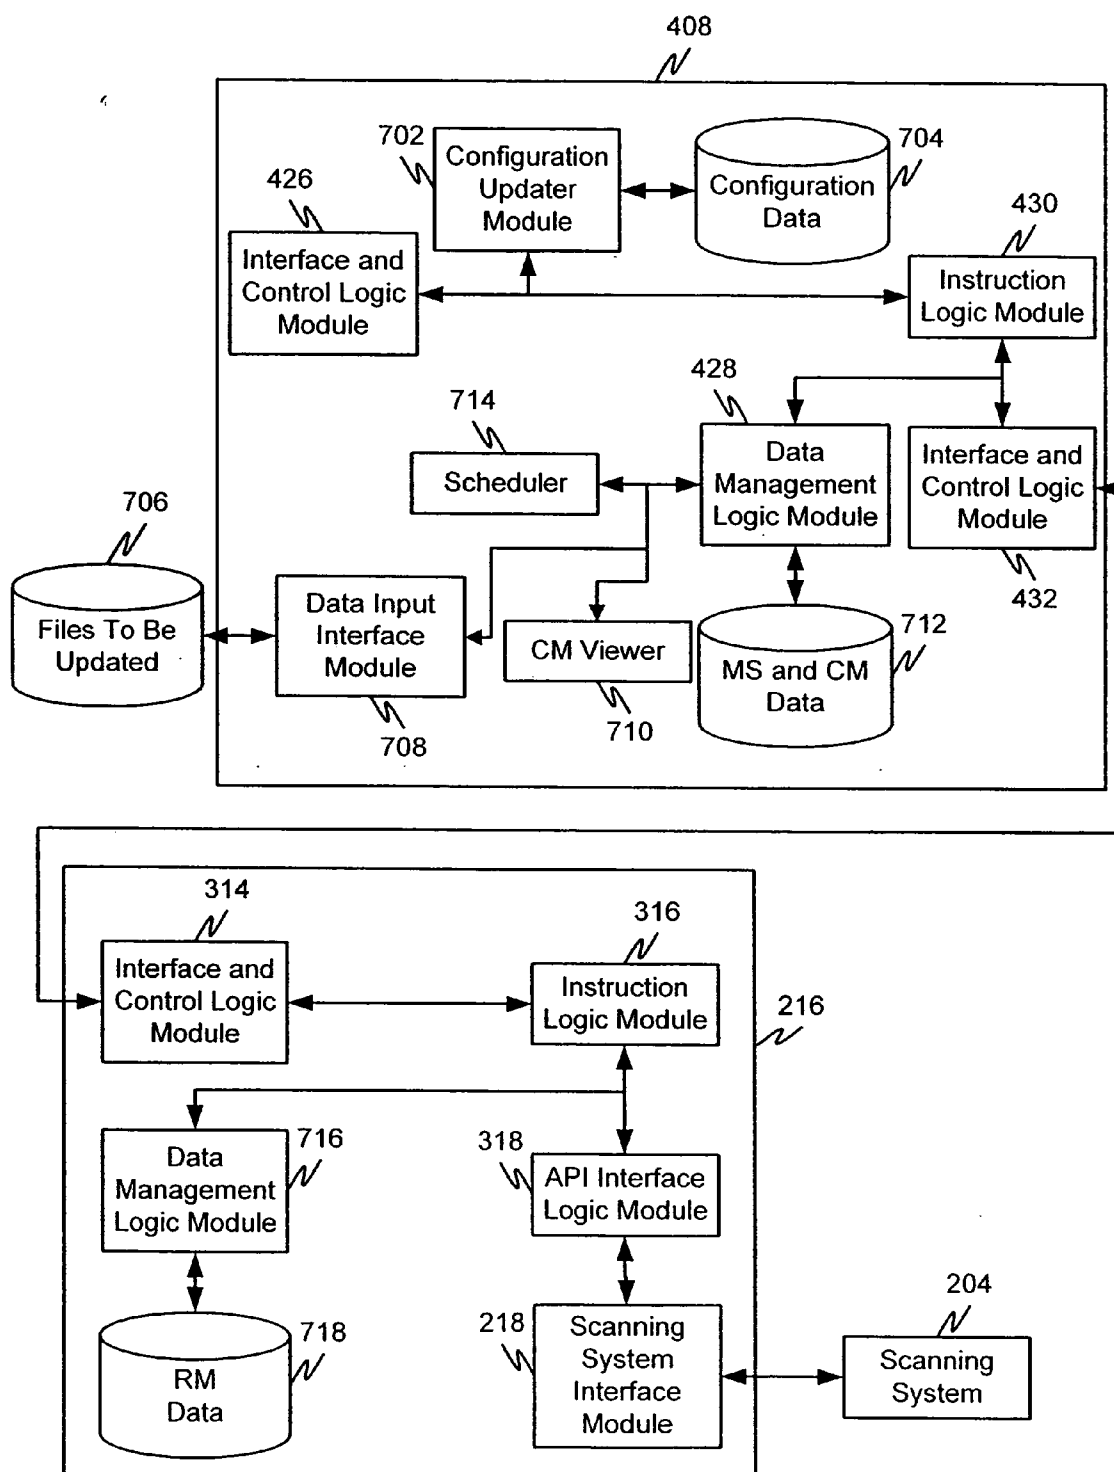 408
702
Configuration
Updater
Module
704
Configuration
Data
426
Interface and
Control Logic
Module
430
Instruction
Logic Module
428
714
Scheduler
Data
Management
Logic Module
Interface and
Control Logic
Module
432
706
Files To Be
Updated
Data Input
Interface
Module
708
CM Viewer
710
712
MS and CM
Data
314
Interface and
Control Logic
Module
316
Instruction
Logic Module
216
716
Data
Management
Logic Module
318
API Interface
Logic Module
718
RM
Data
218
Scanning
System
Interface
Module
204
Scanning
System